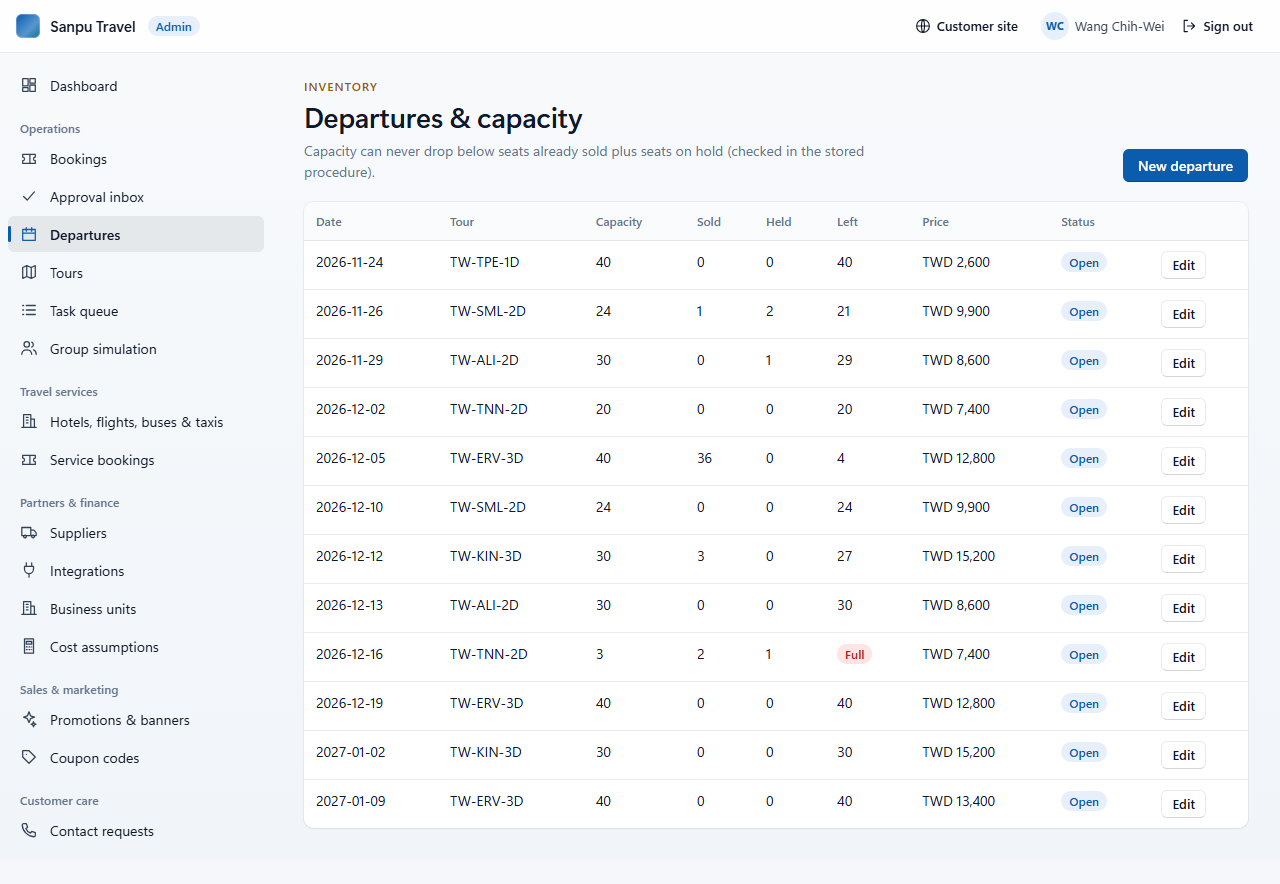 Sanpu Travel Admin Customer site WC Wang Chih-Wei Sign out
Dashboard
Operations
Bookings
Approval inbox
Departures
Tours
Task queue
Group simulation
Travel services
Hotels, flights, buses & taxis
Service bookings
Partners & finance
Suppliers
Integrations
Business units
Cost assumptions
Sales & marketing
Promotions & banners
Coupon codes
Customer care
Contact requests
INVENTORY
Departures & capacity
Capacity can never drop below seats already sold plus seats on hold (checked in the stored
procedure).
New departure
Date Tour Capacity Sold Held Left Price Status
2026-11-24 TW-TPE-1D 40 0 0 40 TWD 2,600 Open Edit
2026-11-26 TW-SML-2D 24 1 2 21 TWD 9,900 Open Edit
2026-11-29 TW-ALI-2D 30 0 1 29 TWD 8,600 Open Edit
2026-12-02 TW-TNN-2D 20 0 0 20 TWD 7,400 Open Edit
2026-12-05 TW-ERV-3D 40 36 0 4 TWD 12,800 Open Edit
2026-12-10 TW-SML-2D 24 0 0 24 TWD 9,900 Open Edit
2026-12-12 TW-KIN-3D 30 3 0 27 TWD 15,200 Open Edit
2026-12-13 TW-ALI-2D 30 0 0 30 TWD 8,600 Open Edit
2026-12-16 TW-TNN-2D 3 2 1 Full TWD 7,400 Open Edit
2026-12-19 TW-ERV-3D 40 0 0 40 TWD 12,800 Open Edit
2027-01-02 TW-KIN-3D 30 0 0 30 TWD 15,200 Open Edit
2027-01-09 TW-ERV-3D 40 0 0 40 TWD 13,400 Open Edit